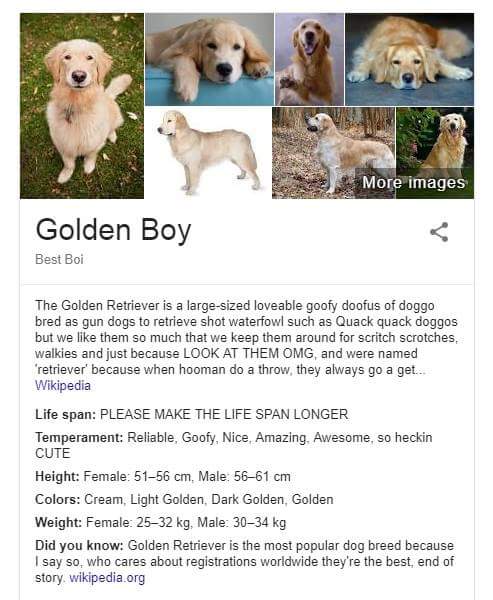 More images
Golden Boy
Best Boi
The Golden Retriever is a large-sized loveable goofy doofus of doggo
bred as gun dogs to retrieve shot waterfowl such as Quack quack doggos
but we like them so much that we keep them around for scritch scrotches,
walkies and just because LOOK AT THEM OMG, and were named
'retriever' because when hooman do a throw, they always go a get...
Wikipedia
Life span: PLEASE MAKE THE LIFE SPAN LONGER
Temperament: Reliable, Goofy, Nice, Amazing, Awesome, so heckin
CUTE
Height: Female: 51–56 cm, Male: 56–61 cm
Colors: Cream, Light Golden, Dark Golden, Golden
Weight: Female: 25–32 kg, Male: 30–34 kg
Did you know: Golden Retriever is the most popular dog breed because
I say so, who cares about registrations worldwide they're the best, end of
story. wikipedia.org